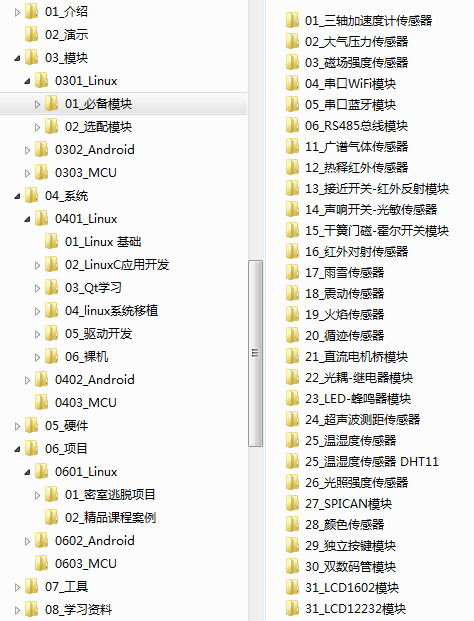 01_介绍
02_演示
03_模块
0301_Linux
01_必备模块
02_选配模块
0302_Android
0303_MCU
04_系统
0401_Linux
01_Linux 基础
02_LinuxC应用开发
03_Qt学习
04_linux系统移植
05_驱动开发
06_裸机
0402_Android
0403_MCU
05_硬件
06_项目
0601_Linux
01_密室逃脱项目
02_精品课程案例
0602_Android
0603_MCU
07_工具
08_学习资料
01_三轴加速度计传感器
02_大气压力传感器
03_磁场强度传感器
04_串口WiFi模块
05_串口蓝牙模块
06_RS485总线模块
11_广谱气体传感器
12_热释红外传感器
13_接近开关-红外反射模块
14_声响开关-光敏传感器
15_干簧门磁-霍尔开关模块
16_红外对射传感器
17_雨雪传感器
18_震动传感器
19_火焰传感器
20_循迹传感器
21_直流电机桥模块
22_光耦-继电器模块
23_LED-蜂鸣器模块
24_超声波测距传感器
25_温湿度传感器
25_温湿度传感器 DHT11
26_光照强度传感器
27_SPICAN模块
28_颜色传感器
29_独立按键模块
30_双数码管模块
31_LCD1602模块
31_LCD12232模块